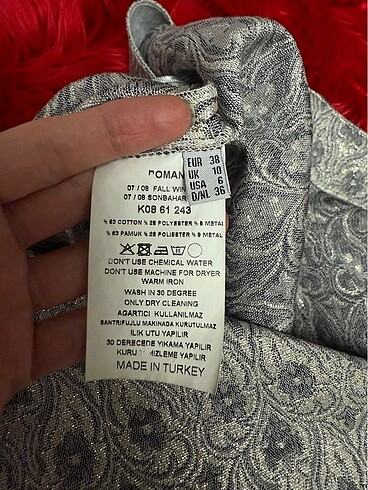 ROMAN
07 / 08 FALL WIN
07 / 08 SONBAHAR
K08 61 243
EUR 38
UK 10
USA 6
D/NL 36
% 63 COTTON % 28 POLYESTER % 9 METAL
% 63 PAMUK % 28 POLIESTER % 9 METAL
DON'T USE CHEMICAL WATER
DON'T USE MACHINE FOR DRYER
WARM IRON
WASH IN 30 DEGREE
ONLY DRY CLEANING
AGARTICI KULLANILMAZ
SANTRIFUJLU MAKINADA KURUTULMAZ
ILIK UTU YAPILIR
30 DERECEDE YIKAMA YAPILIR
KURU MIZLEME YAPILIR
MADE IN TURKEY